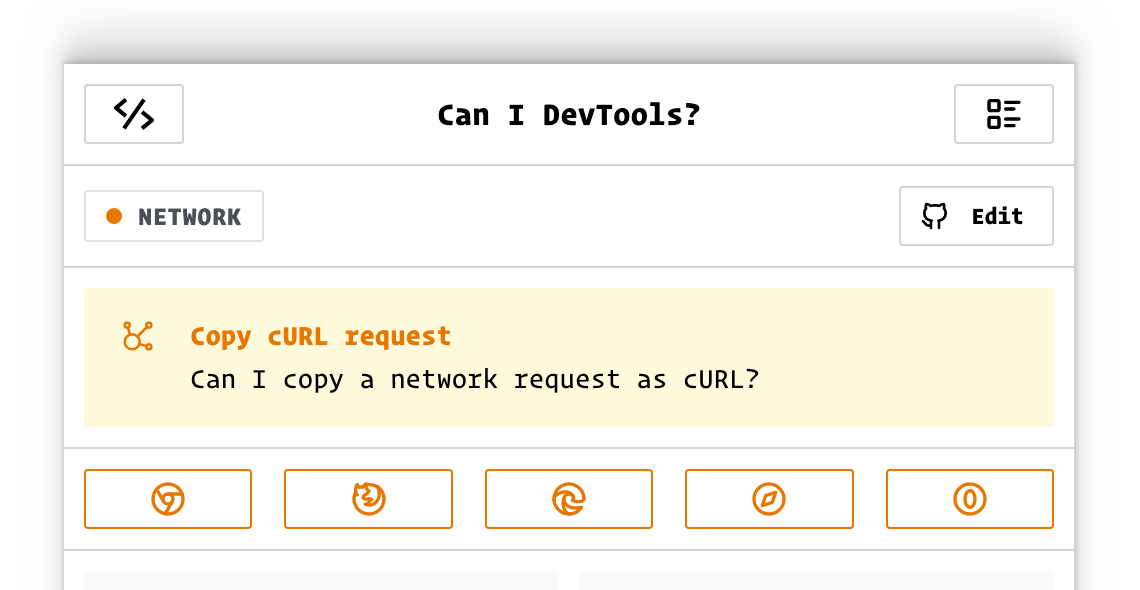 Can I DevTools?
NETWORK
Edit
Copy cURL request
Can I copy a network request as cURL?